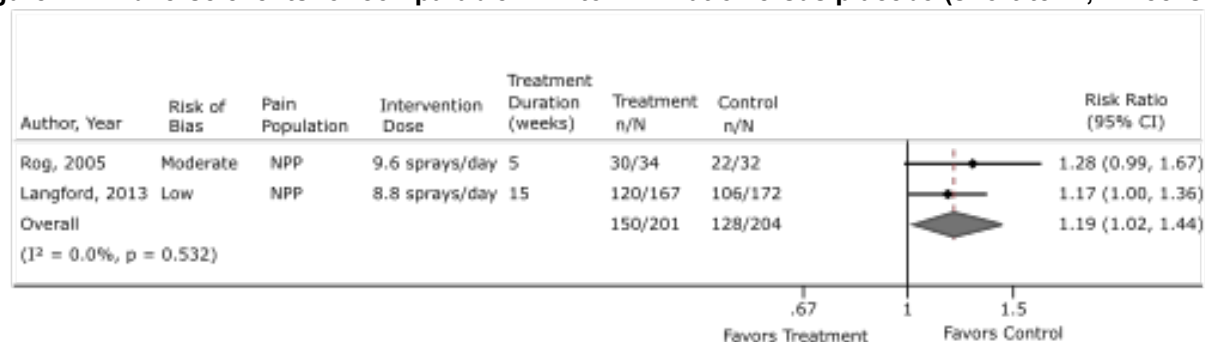 Author, Year Risk of Bias Pain Population Intervention Dose Treatment Duration (weeks) Treatment n/N Control n/N Risk Ratio (95% CI)
Rog, 2005 Moderate NPP 9.6 sprays/day 5 30/34 22/32 1.28 (0.99, 1.67)
Langford, 2013 Low NPP 8.8 sprays/day 15 120/167 106/172 1.17 (1.00, 1.36)
Overall 150/201 128/204 1.19 (1.02, 1.44)
(I² = 0.0%, p = 0.532)
.67 1 1.5
Favors Treatment Favors Control